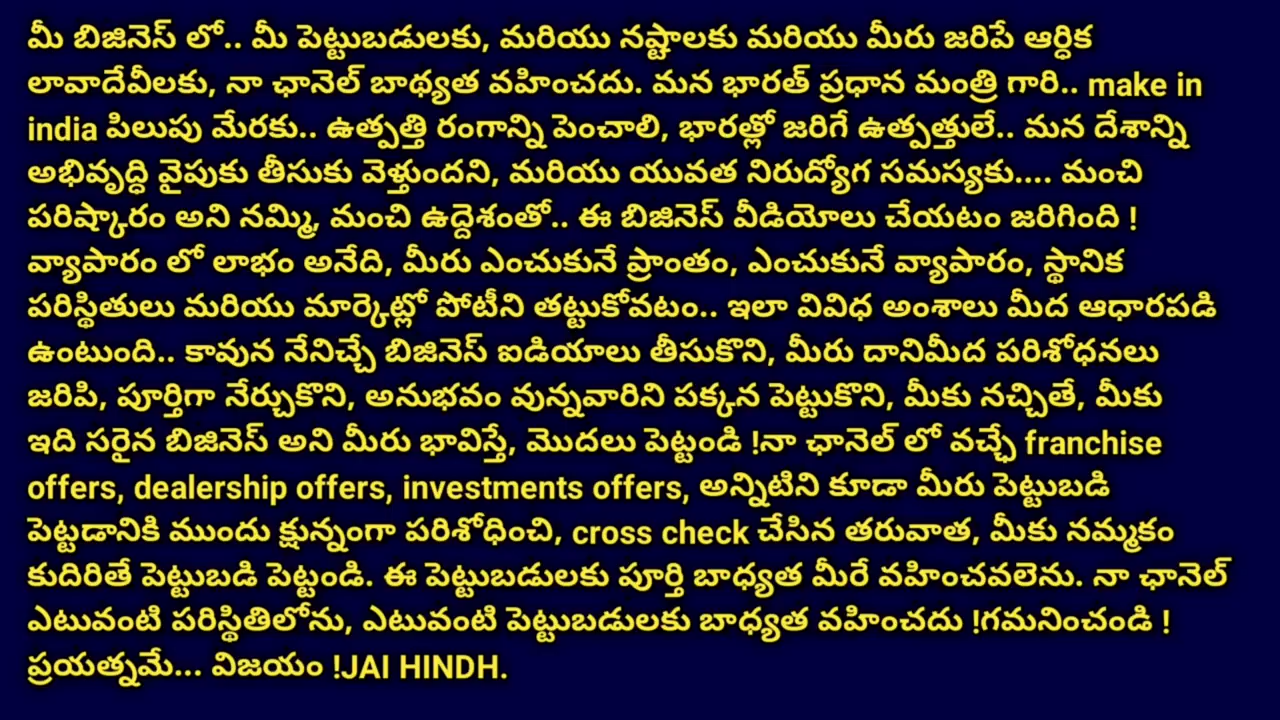 మీ బిజినెస్ లో.. మీ పెట్టుబడులకు, మరియు నష్టాలకు మరియు మీరు జరిపే ఆర్ధిక
లావాదేవీలకు, నా ఛానెల్ బాధ్యత వహించదు. మన భారత్ ప్రధాన మంత్రి గారి.. make in
india పిలుపు మేరకు.. ఉత్పత్తి రంగాన్ని పెంచాలి, భారత్లో జరిగే ఉత్పత్తులే.. మన దేశాన్ని
అభివృద్ధి వైపుకు తీసుకు వెళ్తుందని, మరియు యువత నిరుద్యోగ సమస్యకు.... మంచి
పరిష్కారం అని నమ్మి, మంచి ఉద్దెశంతో.. ఈ బిజినెస్ వీడియోలు చేయటం జరిగింది !
వ్యాపారం లో లాభం అనేది, మీరు ఎంచుకునే ప్రాంతం, ఎంచుకునే వ్యాపారం, స్థానిక
పరిస్థితులు మరియు మార్కెట్లో పోటీని తట్టుకోవటం.. ఇలా వివిధ అంశాలు మీద ఆధారపడి
ఉంటుంది.. కావున నేనిచ్చే బిజినెస్ ఐడియాలు తీసుకొని, మీరు దానిమీద పరిశోధనలు
జరిపి, పూర్తిగా నేర్చుకొని, అనుభవం వున్నవారిని పక్కన పెట్టుకొని, మీకు నచ్చితే, మీకు
ఇది సరైన బిజినెస్ అని మీరు భావిస్తే, మొదలు పెట్టండి !నా ఛానెల్ లో వచ్ఛే franchise
offers, dealership offers, investments offers, అన్నిటిని కూడా మీరు పెట్టుబడి
పెట్టడానికి ముందు క్షున్నంగా పరిశోధించి, cross check చేసిన తరువాత, మీకు నమ్మకం
కుదిరితే పెట్టుబడి పెట్టండి. ఈ పెట్టుబడులకు పూర్తి బాధ్యత మీరే వహించవలెను. నా ఛానెల్
ఎటువంటి పరిస్థితిలోను, ఎటువంటి పెట్టుబడులకు బాధ్యత వహించదు !గమనించండి !
ప్రయత్నమే... విజయం !JAI HINDH.